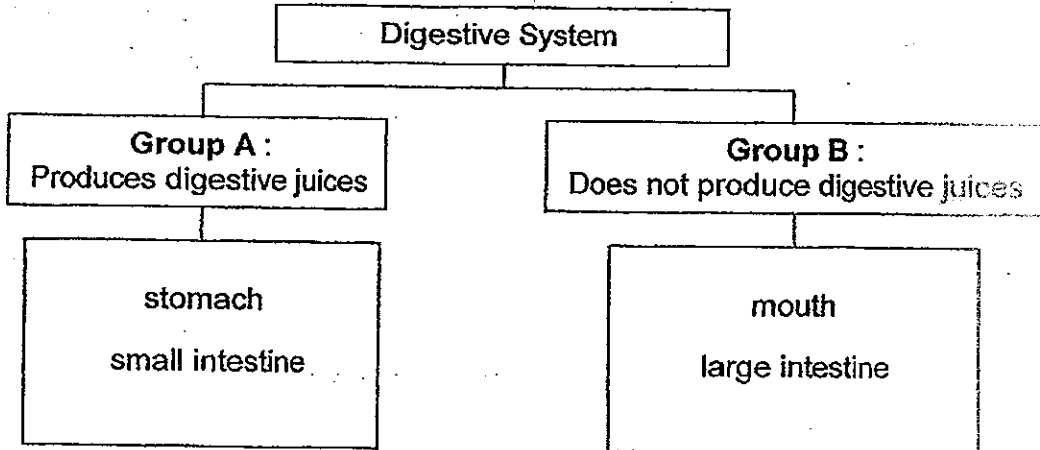 Digestive System
Group A :
Produces digestive juices
Group B :
Does not produce digestive juices
stomach
small intestine
mouth
large intestine